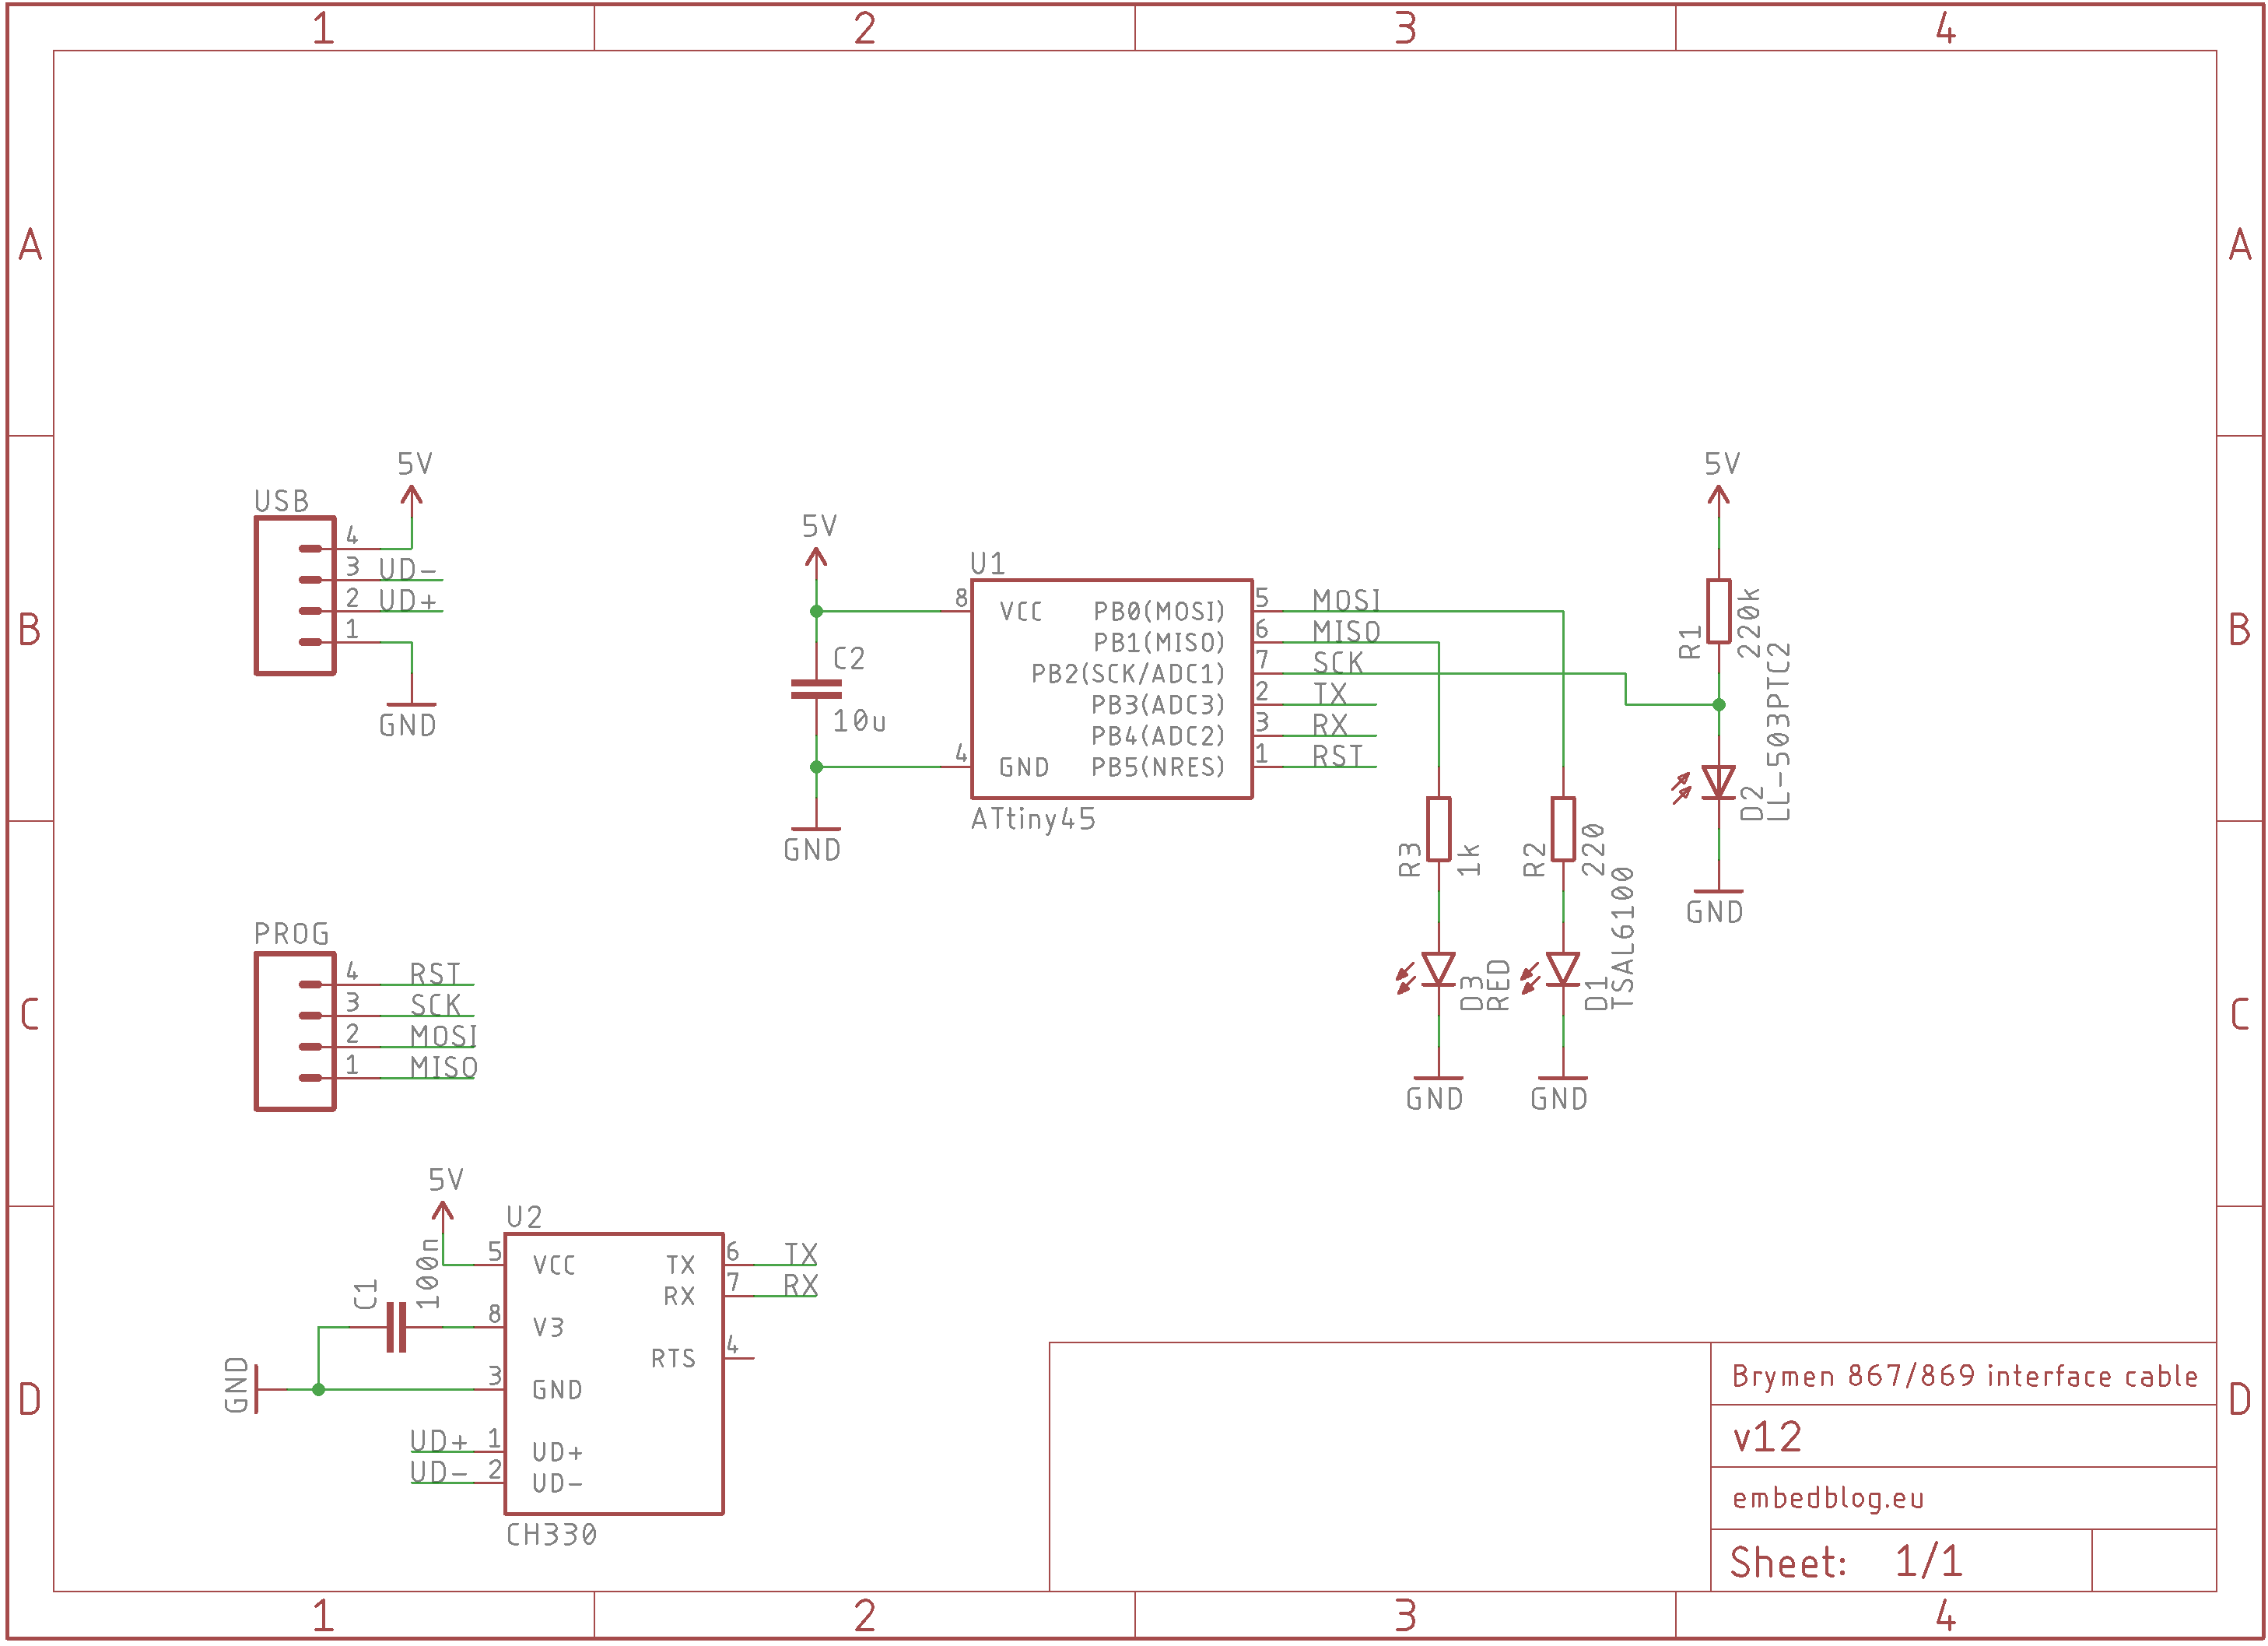 1 2 3 4
A A
B B
C C
D D
1 2 3 4
USB
5V
4
3 UD-
2 UD+
1
GND
PROG
4 RST
3 SCK
2 MOSI
1 MISO
5V
U2
C1
100n
GND
5 VCC
8 V3
3 GND
UD+ 1 UD+
UD- 2 UD-
TX 6 TX
RX 7 RX
RTS 4
CH330
5V
C2
10u
GND
U1
8 VCC
4 GND
PB0(MOSI) 5 MOSI
PB1(MISO) 6 MISO
PB2(SCK/ADC1) 7 SCK
PB3(ADC3) 2 TX
PB4(ADC2) 3 RX
PB5(NRES) 1 RST
ATtiny45
R3
1k
D3
RED
GND
R2
220
D1
TSAL6100
GND
5V
R1
220k
D2
LL-503PTC2
GND
Brymen 867/869 interface cable
v12
embedblog.eu
Sheet: 1/1